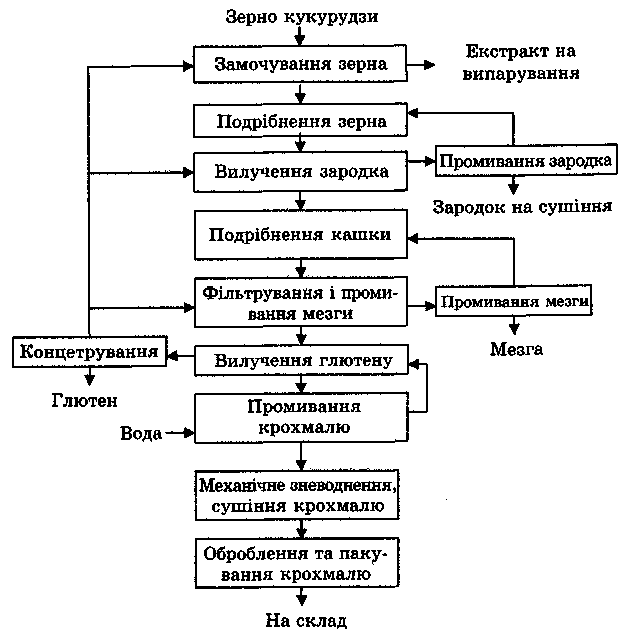 Зерно кукурудзи
Замочування зерна
Екстракт на
випарування
Подрібнення зерна
Вилучення зародка
Промивання зародка
Зародок на сушіння
Подрібнення кашки
Фільтрування і проми-
вання мезги
Промивання мезги
Мезга
Концетрування
Глютен
Вилучення глютену
Промивання
крохмалю
Вода
Механічне зневоднення,
сушіння крохмалю
Оброблення та паку-
вання крохмалю
На склад